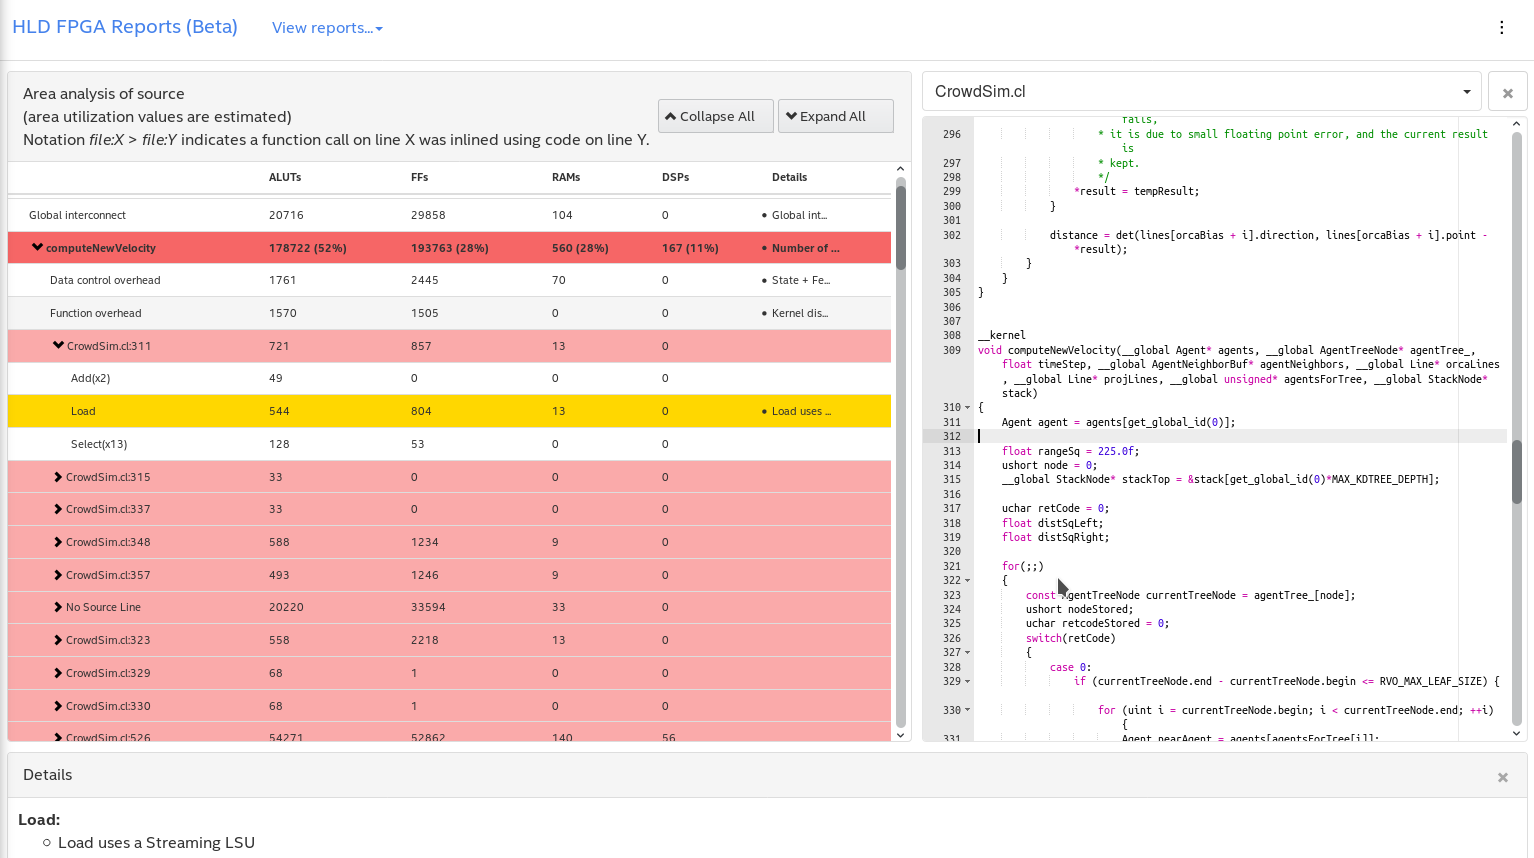 HLD FPGA Reports (Beta)
View reports...
Area analysis of source
(area utilization values are estimated)
Notation file:X > file:Y indicates a function call on line X was inlined using code on line Y.
Collapse All
Expand All
ALUTs FFs RAMs DSPs Details
Global interconnect 20716 29858 104 0 • Global int...
computeNewVelocity 178722 (52%) 193763 (28%) 560 (28%) 167 (11%) • Number of ...
Data control overhead 1761 2445 70 0 • State + Fe...
Function overhead 1570 1505 0 0 • Kernel dis...
CrowdSim.cl:311 721 857 13 0
Add(x2) 49 0 0 0
Load 544 804 13 0 • Load uses ...
Select(x13) 128 53 0 0
CrowdSim.cl:315 33 0 0 0
CrowdSim.cl:337 33 0 0 0
CrowdSim.cl:348 588 1234 9 0
CrowdSim.cl:357 493 1246 9 0
No Source Line 20220 33594 33 0
CrowdSim.cl:323 558 2218 13 0
CrowdSim.cl:329 68 1 0 0
CrowdSim.cl:330 68 1 0 0
CrowdSim.cl:526 54271 52862 140 56
CrowdSim.cl
fails,
296 * it is due to small floating point error, and the current result
is
297 * kept.
298 */
299 *result = tempResult;
300 }
301
302 distance = det(lines[orcaBias + i].direction, lines[orcaBias + i].point -
*result);
303 }
304 }
305 }
306
307
308 __kernel
309 void computeNewVelocity(__global Agent* agents, __global AgentTreeNode* agentTree_,
float timeStep, __global AgentNeighborBuf* agentNeighbors, __global Line* orcaLines
, __global Line* projLines, __global unsigned* agentsForTree, __global StackNode*
stack)
310 {
311 Agent agent = agents[get_global_id(0)];
312
313 float rangeSq = 225.0f;
314 ushort node = 0;
315 __global StackNode* stackTop = &stack[get_global_id(0)*MAX_KDTREE_DEPTH];
316
317 uchar retCode = 0;
318 float distSqLeft;
319 float distSqRight;
320
321 for(;;)
322 {
323 const AgentTreeNode currentTreeNode = agentTree_[node];
324 ushort nodeStored;
325 uchar retcodeStored = 0;
326 switch(retCode)
327 {
328 case 0:
329 if (currentTreeNode.end - currentTreeNode.begin <= RVO_MAX_LEAF_SIZE) {
330 for (uint i = currentTreeNode.begin; i < currentTreeNode.end; ++i)
{
331 Agent nearAgent = agents[agentsForTree[i]];
Details
Load:
Load uses a Streaming LSU